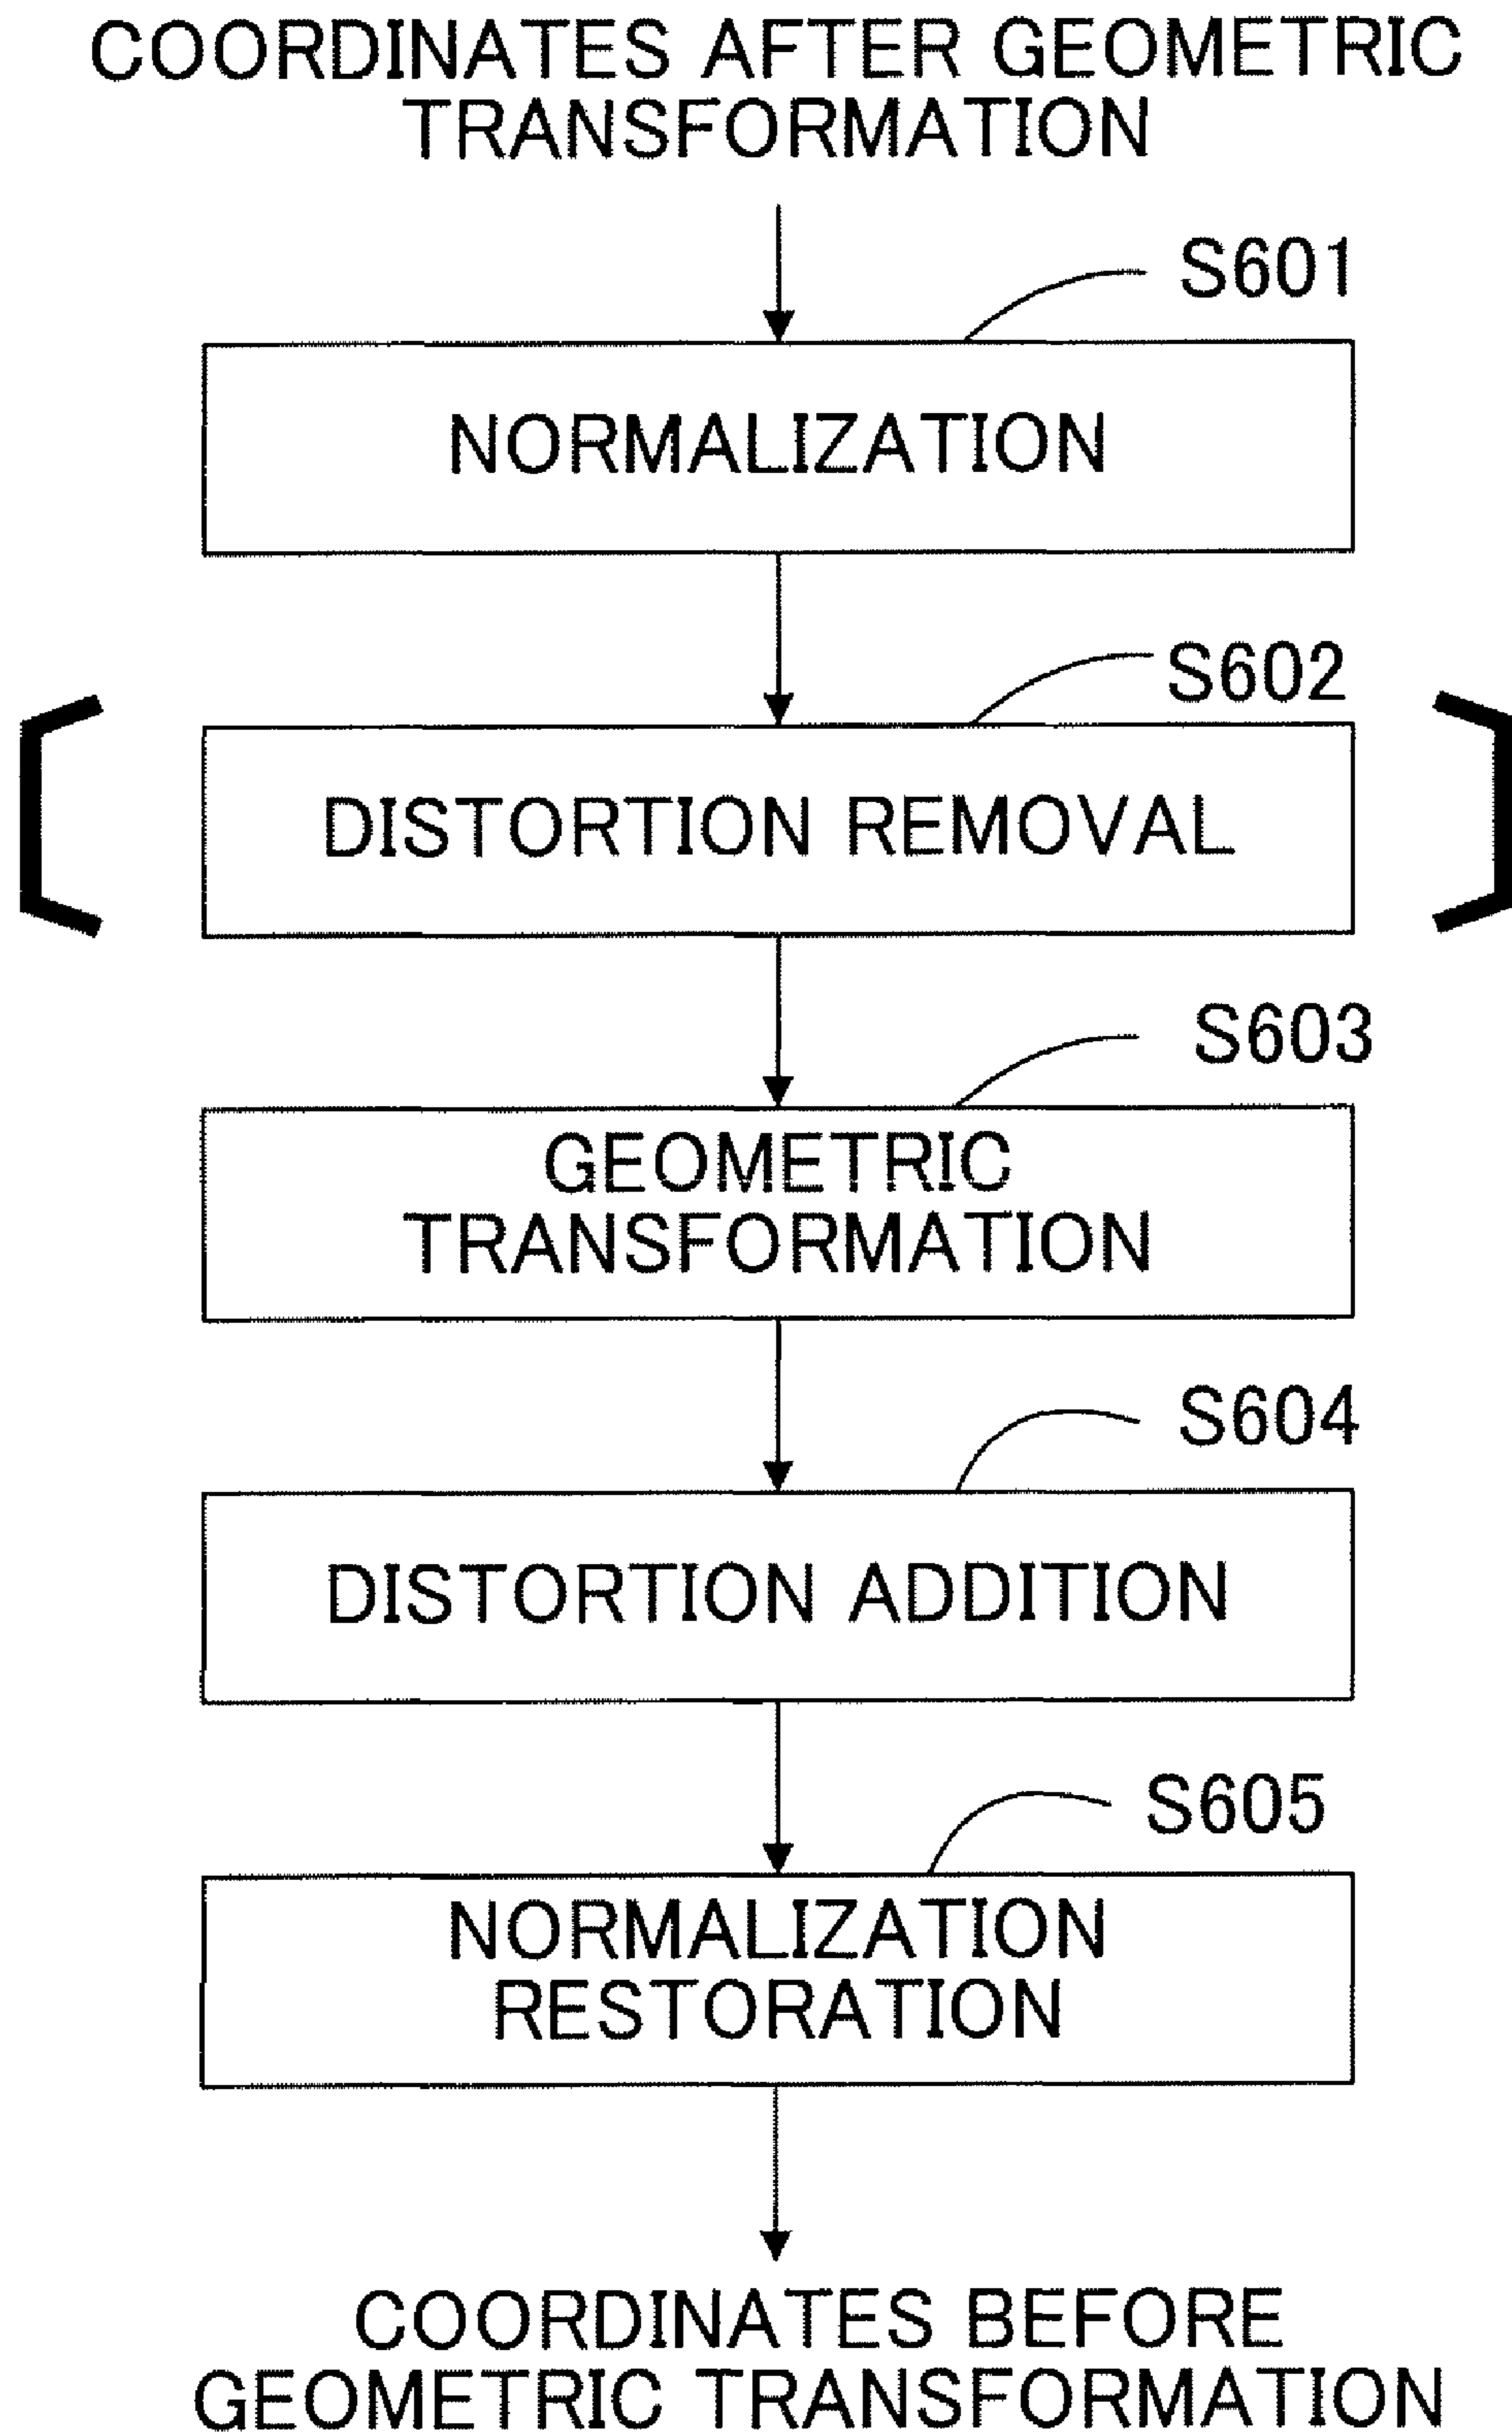 COORDINATES AFTER GEOMETRIC
TRANSFORMATION
S601
NORMALIZATION
S602
DISTORTION REMOVAL
S603
GEOMETRIC
TRANSFORMATION
S604
DISTORTION ADDITION
S605
NORMALIZATION
RESTORATION
COORDINATES BEFORE
GEOMETRIC TRANSFORMATION